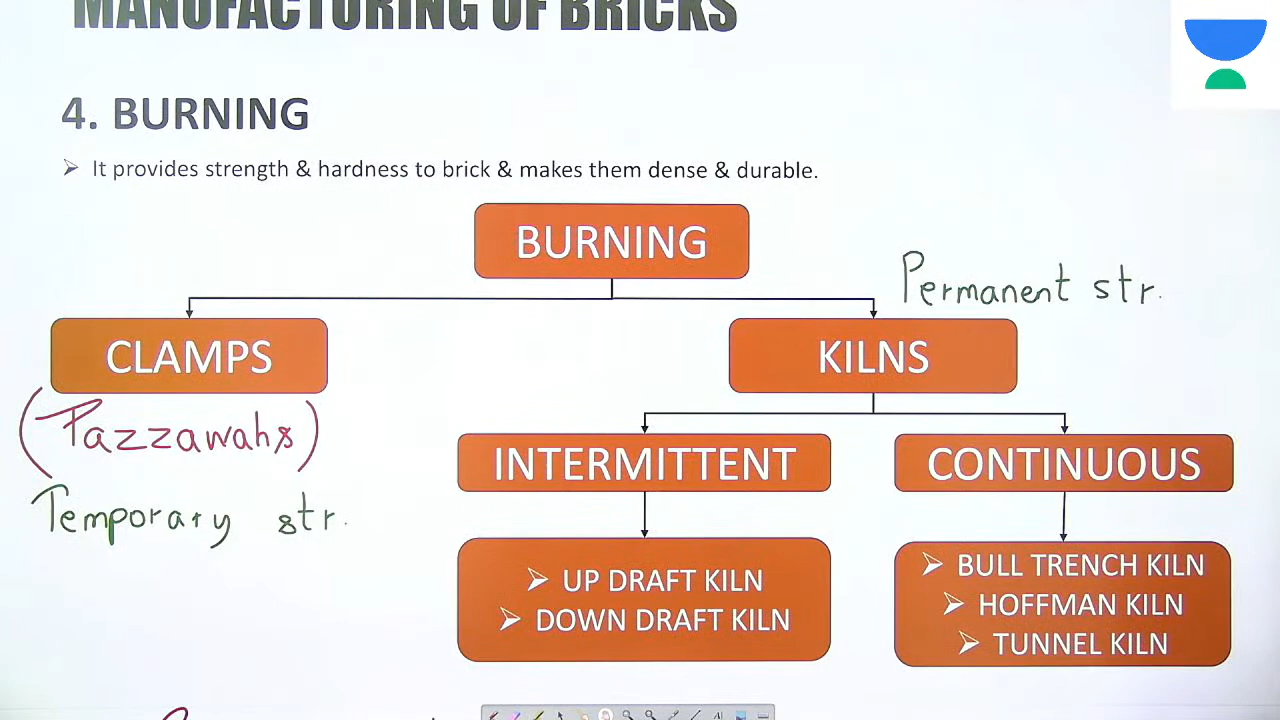 MANUFACTURING OF BRICKS
4. BURNING
➢ It provides strength & hardness to brick & makes them dense & durable.
BURNING
Permanent str.
CLAMPS
KILNS
(Pazzawahs)
Temporary str.
INTERMITTENT
CONTINUOUS
➢ UP DRAFT KILN
➢ DOWN DRAFT KILN
➢ BULL TRENCH KILN
➢ HOFFMAN KILN
➢ TUNNEL KILN